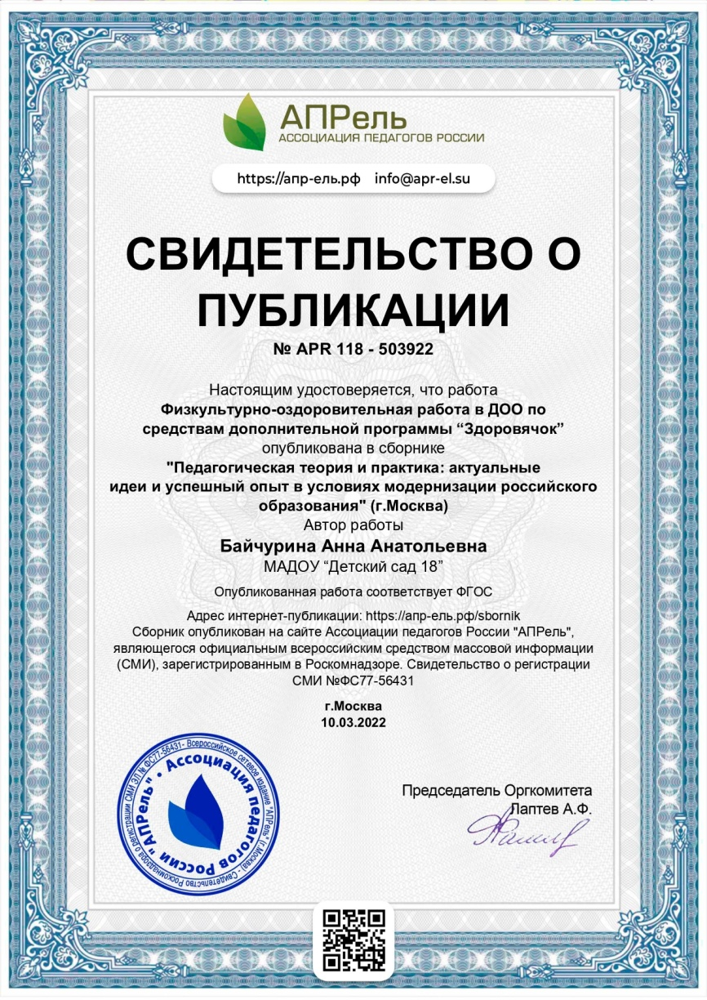 АПРель
АССОЦИАЦИЯ ПЕДАГОГОВ РОССИИ
https://апр-ель.рф info@apr-el.su
СВИДЕТЕЛЬСТВО О
ПУБЛИКАЦИИ
№ APR 118 - 503922
Настоящим удостоверяется, что работа
Физкультурно-оздоровительная работа в ДОО по
средствам дополнительной программы “Здоровячок”
опубликована в сборнике
"Педагогическая теория и практика: актуальные
идеи и успешный опыт в условиях модернизации российского
образования" (г.Москва)
Автор работы
Байчурина Анна Анатольевна
МАДОУ “Детский сад 18”
Опубликованная работа соответствует ФГОС
Адрес интернет-публикации: https://апр-ель.рф/sbornik
Сборник опубликован на сайте Ассоциации педагогов России "АПРель",
являющегося официальным всероссийским средством массовой информации
(СМИ), зарегистрированным в Роскомнадзоре. Свидетельство о регистрации
СМИ №ФС77-56431
г.Москва
10.03.2022
Председатель Оргкомитета
Лаптев А.Ф.
Ассоциация педагогов России "АПРель"
Всероссийское сетевое издание "АПРель" (г.Москва) - Свидетельство Роскомнадзора о регистрации СМИ ЭЛ № ФС77-56431-